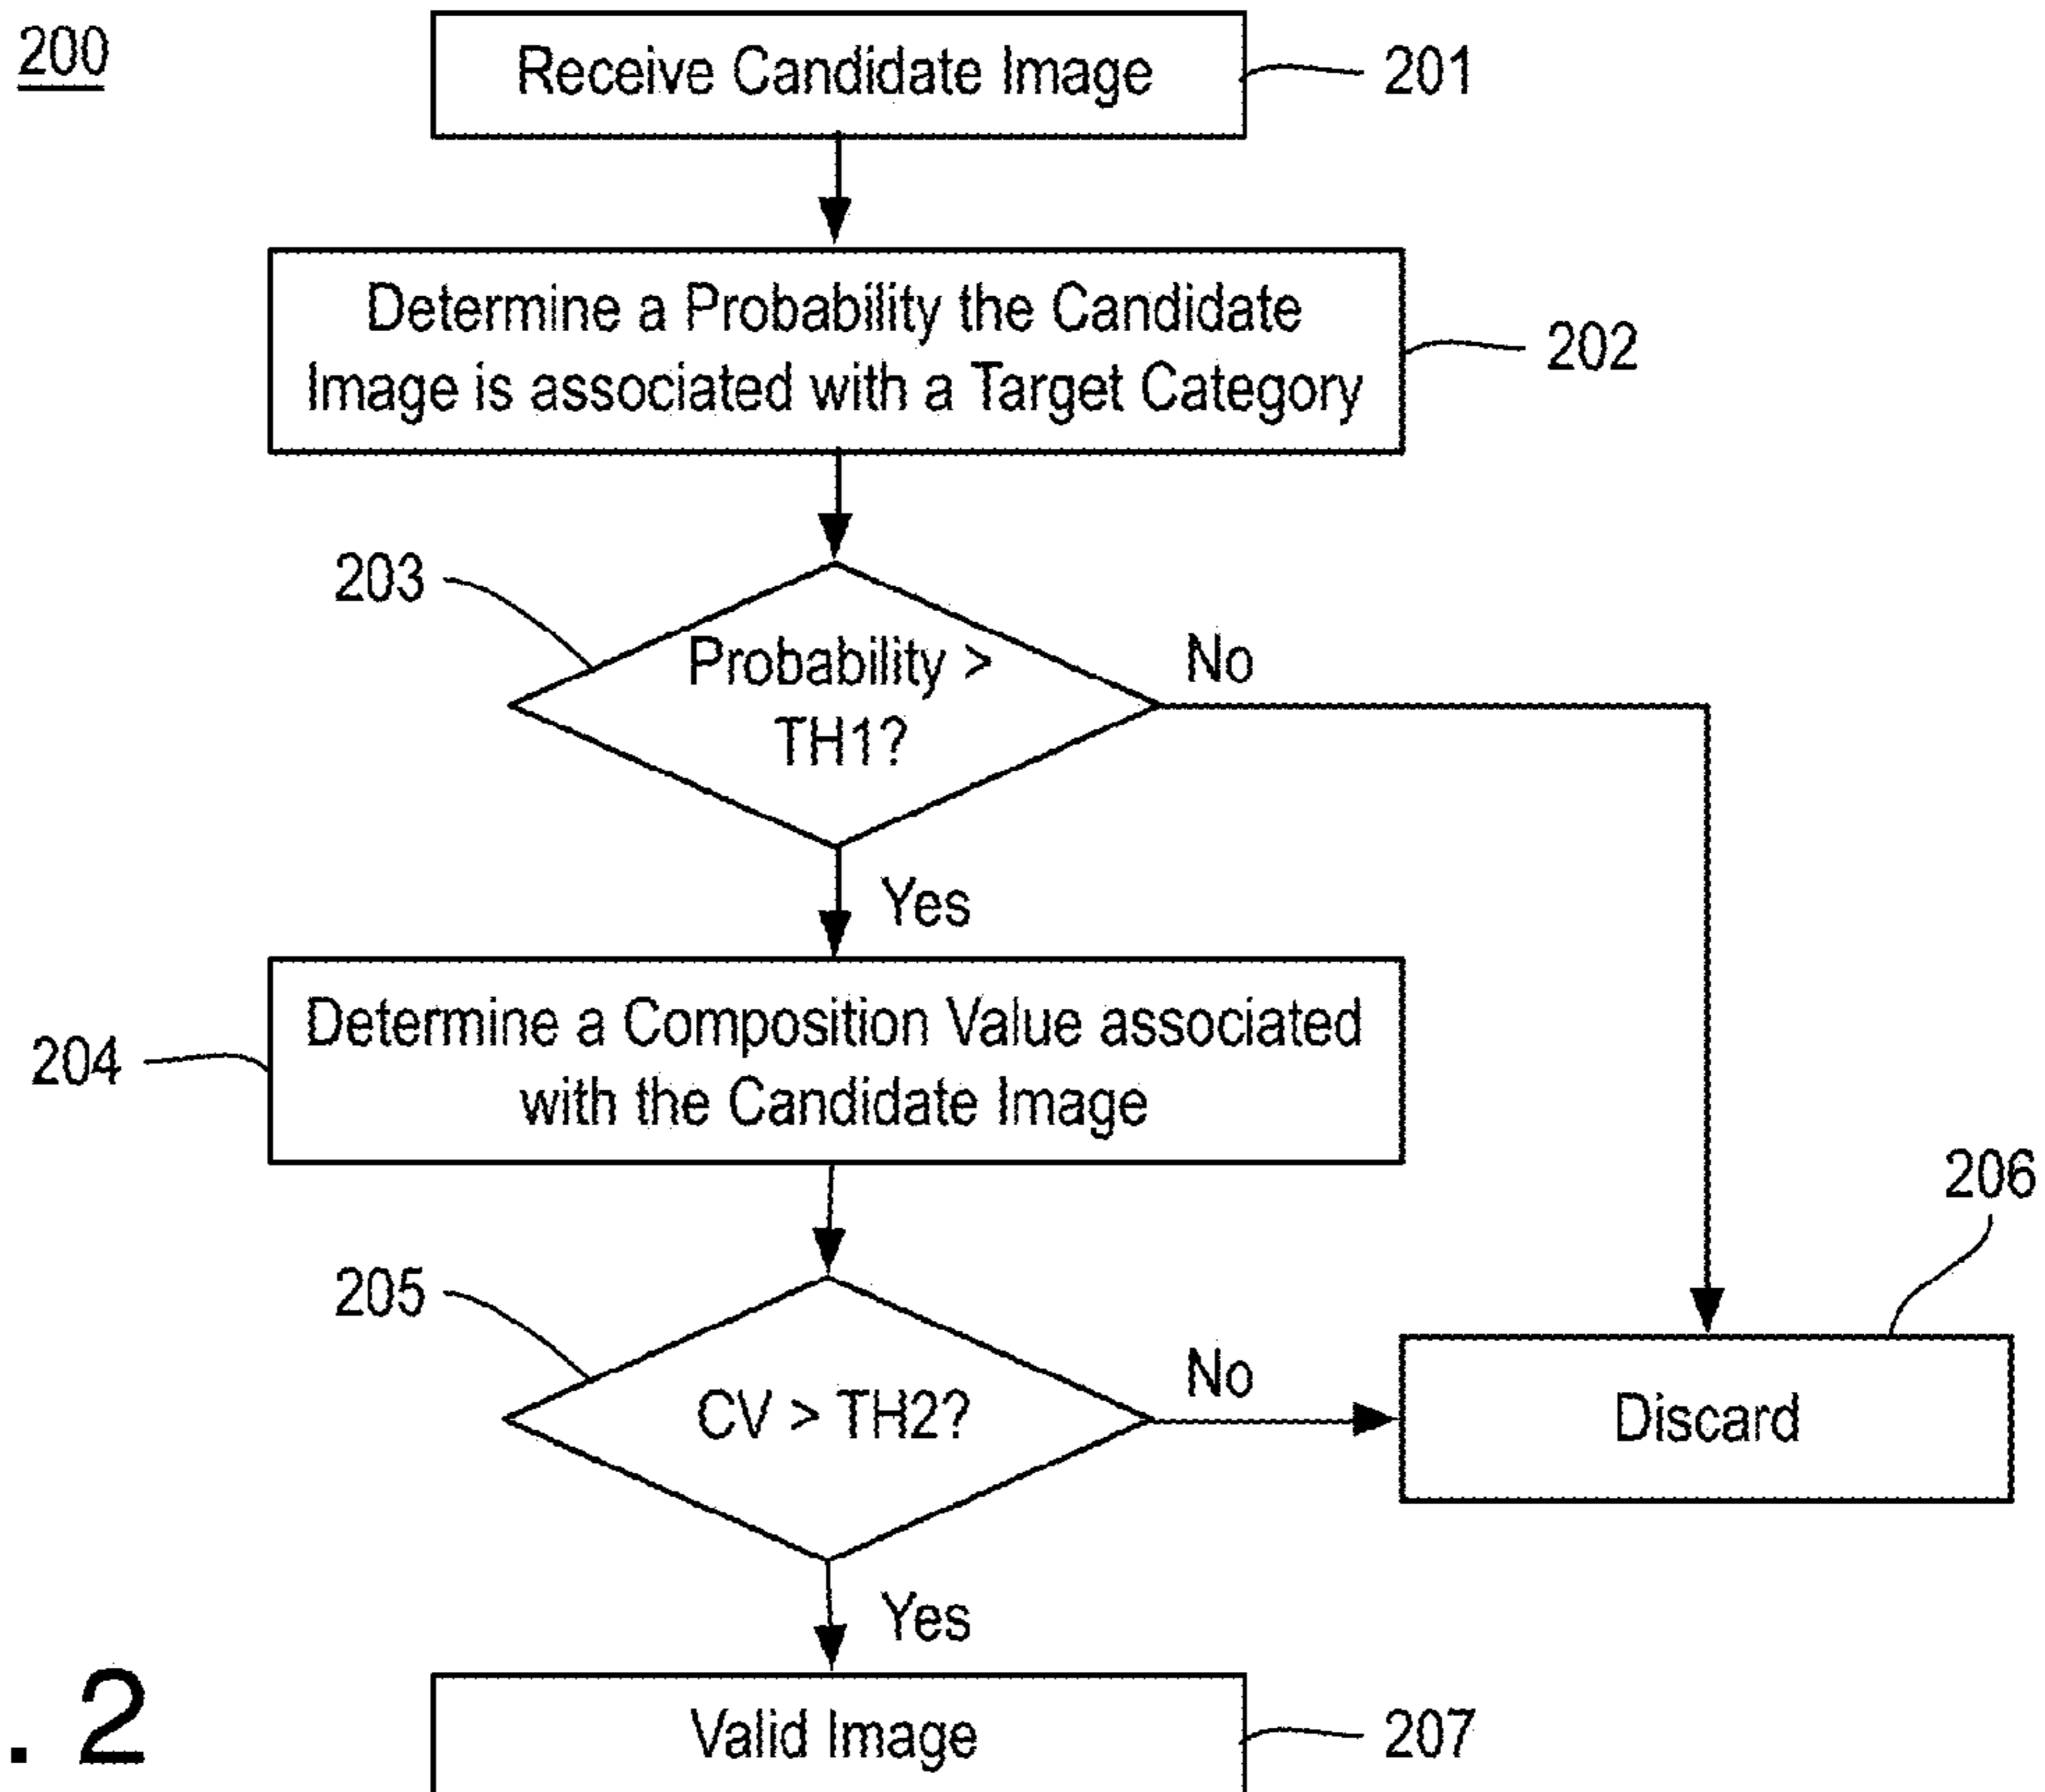 200
Receive Candidate Image
201
Determine a Probability the Candidate
Image is associated with a Target Category
202
203
Probability >
TH1?
No
Yes
204
Determine a Composition Value associated
with the Candidate Image
206
205
CV > TH2?
No
Discard
Yes
Valid Image
207
. 2